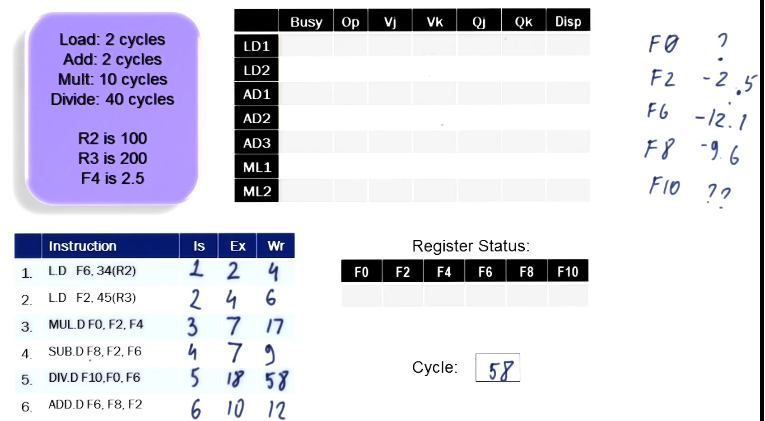 Load: 2 cycles
Add: 2 cycles
Mult: 10 cycles
Divide: 40 cycles
R2 is 100
R3 is 200
F4 is 2.5
Busy Op Vj Vk Qj Qk Disp
LD1
LD2
AD1
AD2
AD3
ML1
ML2
F0 ?
F2 -2.5
F6 -12.1
F8 -9.6
F10 ??
Instruction Is Ex Wr
1. L.D F6, 34(R2) 1 2 4
2. L.D F2, 45(R3) 2 4 6
3. MUL.D F0, F2, F4 3 7 17
4. SUB.D F8, F2, F6 4 7 9
5. DIV.D F10,F0, F6 5 18 58
6. ADD.D F6, F8, F2 6 10 12
Register Status:
F0 F2 F4 F6 F8 F10
Cycle: 58